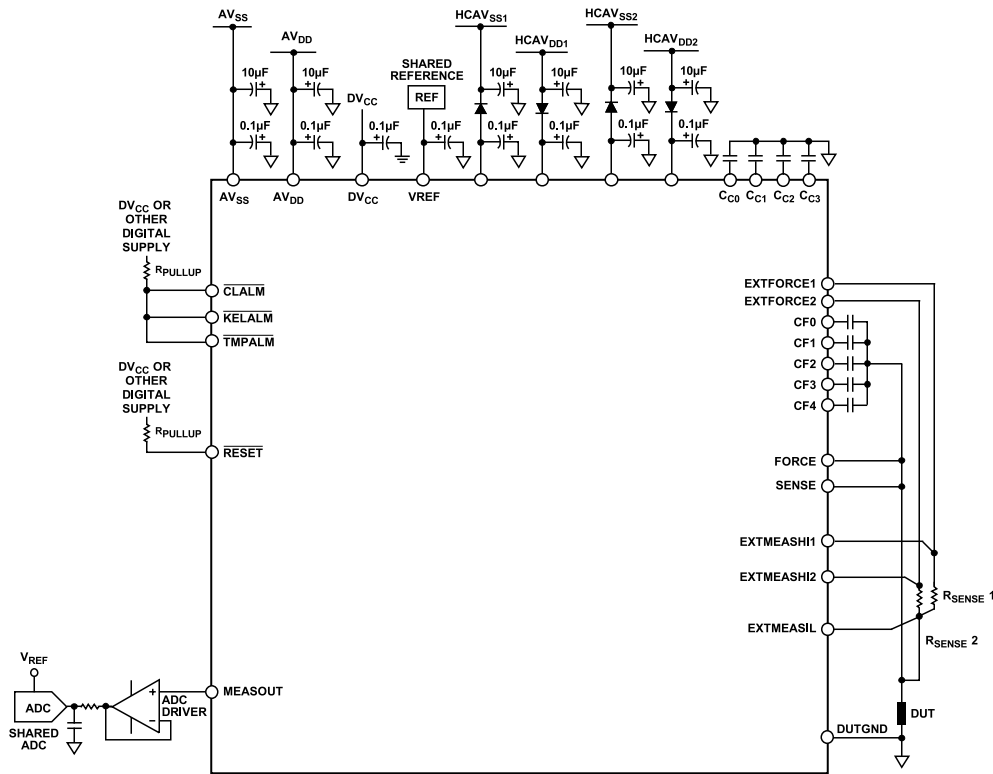 AVSS
AVDD
HCAVSS1
HCAVDD1
HCAVSS2
HCAVDD2
10µF
10µF
SHARED
REFERENCE
REF
DVCC
10µF
10µF
10µF
10µF
0.1µF
0.1µF
0.1µF
0.1µF
0.1µF
0.1µF
0.1µF
0.1µF
AVSS
AVDD
DVCC
VREF
CC0
CC1
CC2
CC3
DVCC OR
OTHER
DIGITAL
SUPPLY
RPULLUP
CLALM
KELALM
TMPALM
DVCC OR
OTHER
DIGITAL
SUPPLY
RPULLUP
RESET
EXTFORCE1
EXTFORCE2
CF0
CF1
CF2
CF3
CF4
FORCE
SENSE
EXTMEASHI1
EXTMEASHI2
EXTMEASIL
RSENSE 1
RSENSE 2
VREF
ADC
SHARED
ADC
+
−
ADC
DRIVER
MEASOUT
DUT
DUTGND